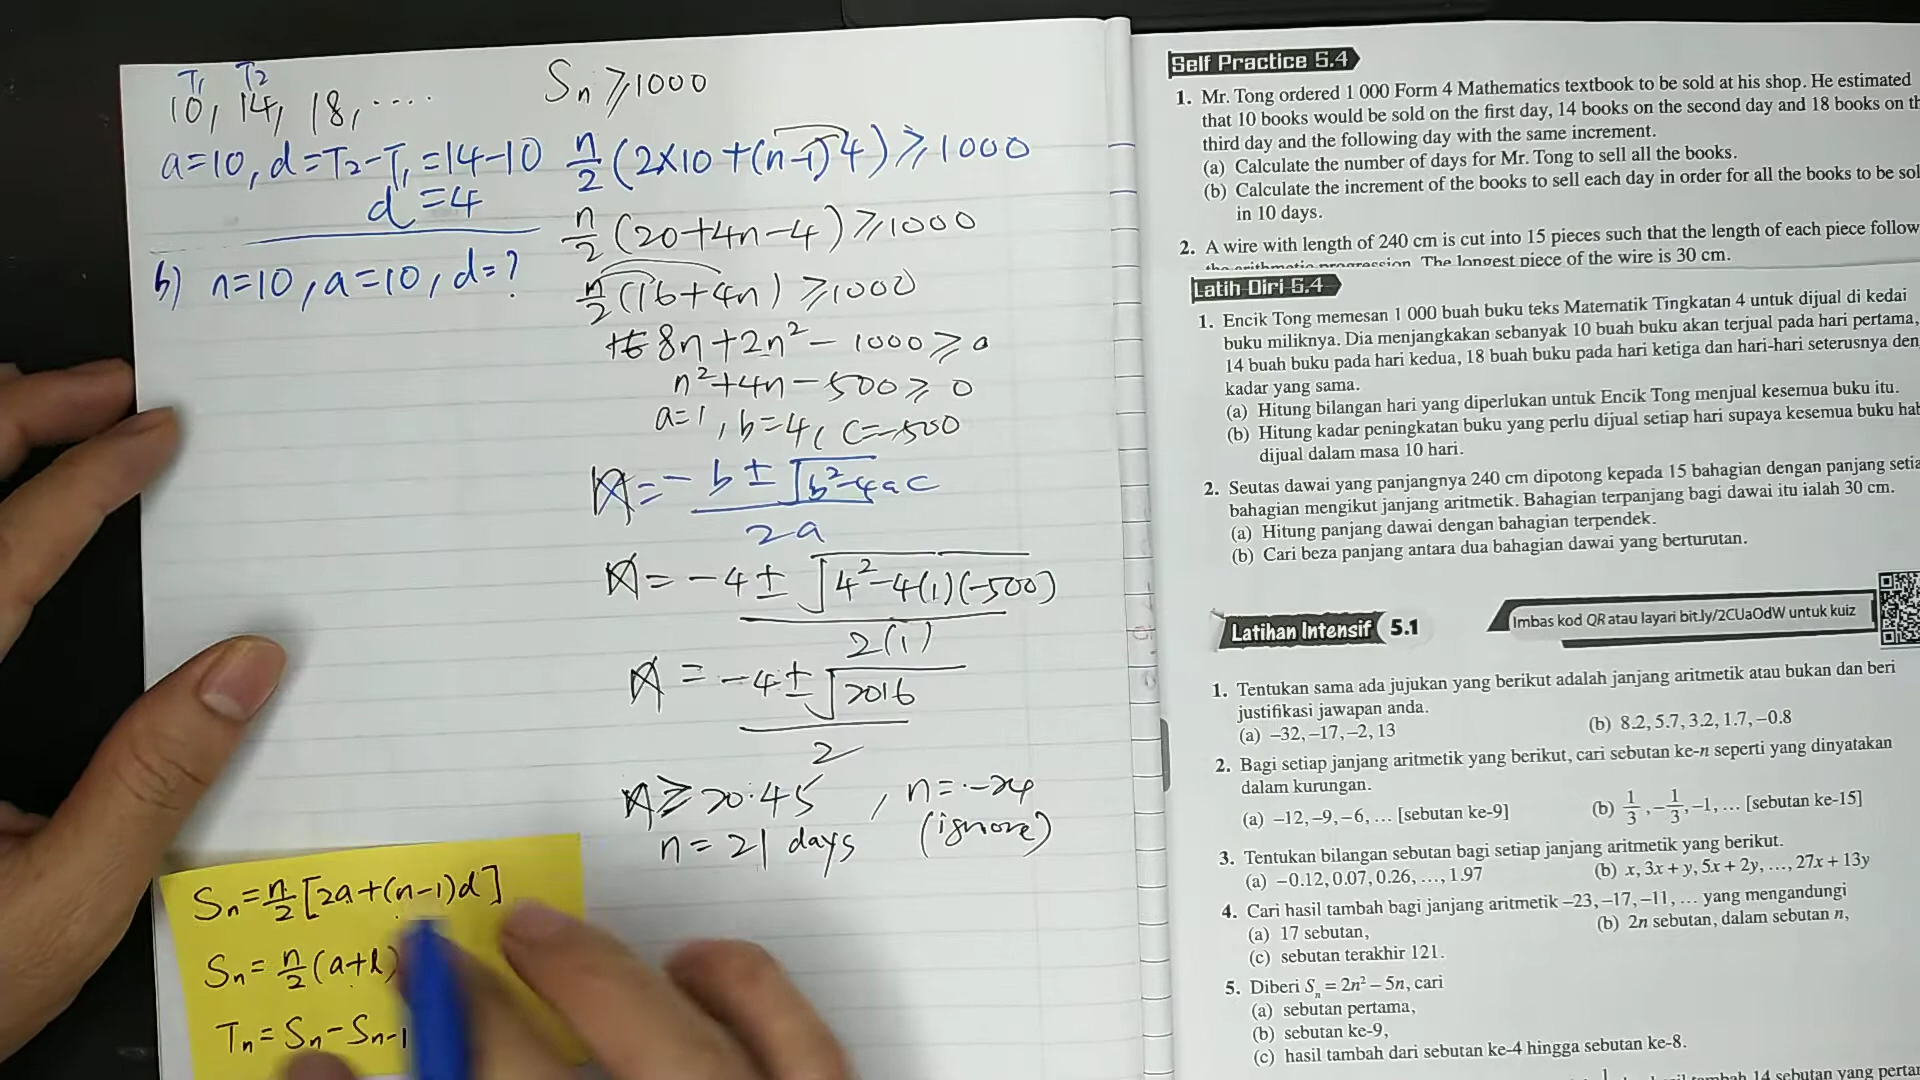 T₁ T₂
10, 14, 18, ....
a=10, d=T₂-T₁=14-10
d=4
b) n=10, a=10, d=?
Sₙ ⩾ 1000
n/2 (2×10+(n-1)4) ⩾ 1000
n/2 (20+4n-4) ⩾ 1000
n/2 (16+4n) ⩾ 1000
8n+2n²-1000 ⩾ 0
n²+4n-500 ⩾ 0
a=1, b=4, c=-500
= -b ± √b²-4ac
2a
= -4 ± √4²-4(1)(-500)
2(1)
= -4 ± √2016
2
n ⩾ 20.45, n=-24
n = 21 days (ignore)
Sₙ = n/2 [2a+(n-1)d]
Sₙ = n/2 (a+l)
Tₙ = Sₙ - Sₙ₋₁
Self Practice 5.4
1. Mr. Tong ordered 1 000 Form 4 Mathematics textbook to be sold at his shop. He estimated
that 10 books would be sold on the first day, 14 books on the second day and 18 books on
third day and the following day with the same increment.
(a) Calculate the number of days for Mr. Tong to sell all the books.
(b) Calculate the increment of the books to sell each day in order for all the books to be
in 10 days.
2. A wire with length of 240 cm is cut into 15 pieces such that the length of each piece follow
the arithmetic progression. The longest piece of the wire is 30 cm.
Latih Diri 5.4
1. Encik Tong memesan 1 000 buah buku teks Matematik Tingkatan 4 untuk dijual di kedai
buku miliknya. Dia menjangkakan sebanyak 10 buah buku akan terjual pada hari pertama,
14 buah buku pada hari kedua, 18 buah buku pada hari ketiga dan hari-hari seterusnya den
kadar yang sama.
(a) Hitung bilangan hari yang diperlukan untuk Encik Tong menjual kesemua buku itu.
(b) Hitung kadar peningkatan buku yang perlu dijual setiap hari supaya kesemua buku
dijual dalam masa 10 hari.
2. Seutas dawai yang panjangnya 240 cm dipotong kepada 15 bahagian dengan panjang setia
bahagian mengikut janjang aritmetik. Bahagian terpanjang bagi dawai itu ialah 30 cm.
(a) Hitung panjang dawai dengan bahagian terpendek.
(b) Cari beza panjang antara dua bahagian dawai yang berturutan.
Latihan Intensif 5.1
Imbas kod QR atau layari bit.ly/2CUaOdW untuk kuiz
1. Tentukan sama ada jujukan yang berikut adalah janjang aritmetik atau bukan dan beri
justifikasi jawapan anda.
(a) –32, –17, –2, 13 (b) 8.2, 5.7, 3.2, 1.7, –0.8
2. Bagi setiap janjang aritmetik yang berikut, cari sebutan ke-n seperti yang dinyatakan
dalam kurungan.
(a) –12, –9, –6, … [sebutan ke-9] (b) 1/3, –1/3, –1, … [sebutan ke-15]
3. Tentukan bilangan sebutan bagi setiap janjang aritmetik yang berikut.
(a) –0.12, 0.07, 0.26, …, 1.97 (b) x, 3x + y, 5x + 2y, …, 27x + 13y
4. Cari hasil tambah bagi janjang aritmetik –23, –17, –11, … yang mengandungi
(a) 17 sebutan, (b) 2n sebutan, dalam sebutan n,
(c) sebutan terakhir 121.
5. Diberi Sₙ = 2n² – 5n, cari
(a) sebutan pertama,
(b) sebutan ke-9,
(c) hasil tambah dari sebutan ke-4 hingga sebutan ke-8.
tambah 14 sebutan yang